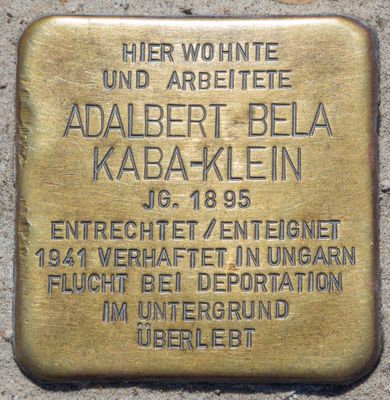 HIER WOHNTE
UND ARBEITETE
ADALBERT BELA
KABA-KLEIN
JG. 1895
ENTRECHTET/ENTEIGNET
1941 VERHAFTET IN UNGARN
FLUCHT BEI DEPORTATION
IM UNTERGRUND
ÜBERLEBT